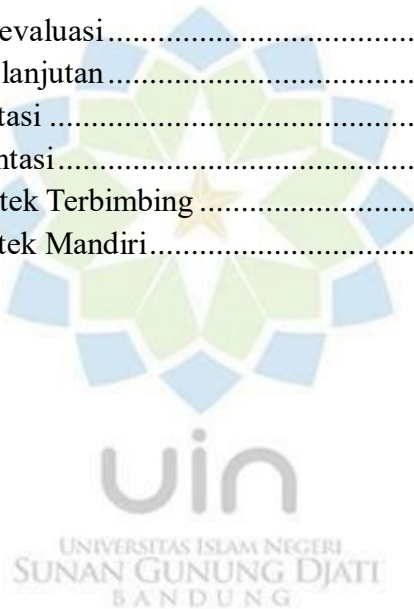 evaluasi........................................
lanjutan........................................
tasi ...............................................
ntasi..............................................
tek Terbimbing ............................
tek Mandiri...................................
uin
UNIVERSITAS ISLAM NEGERI
SUNAN GUNUNG DJATI
BANDUNG